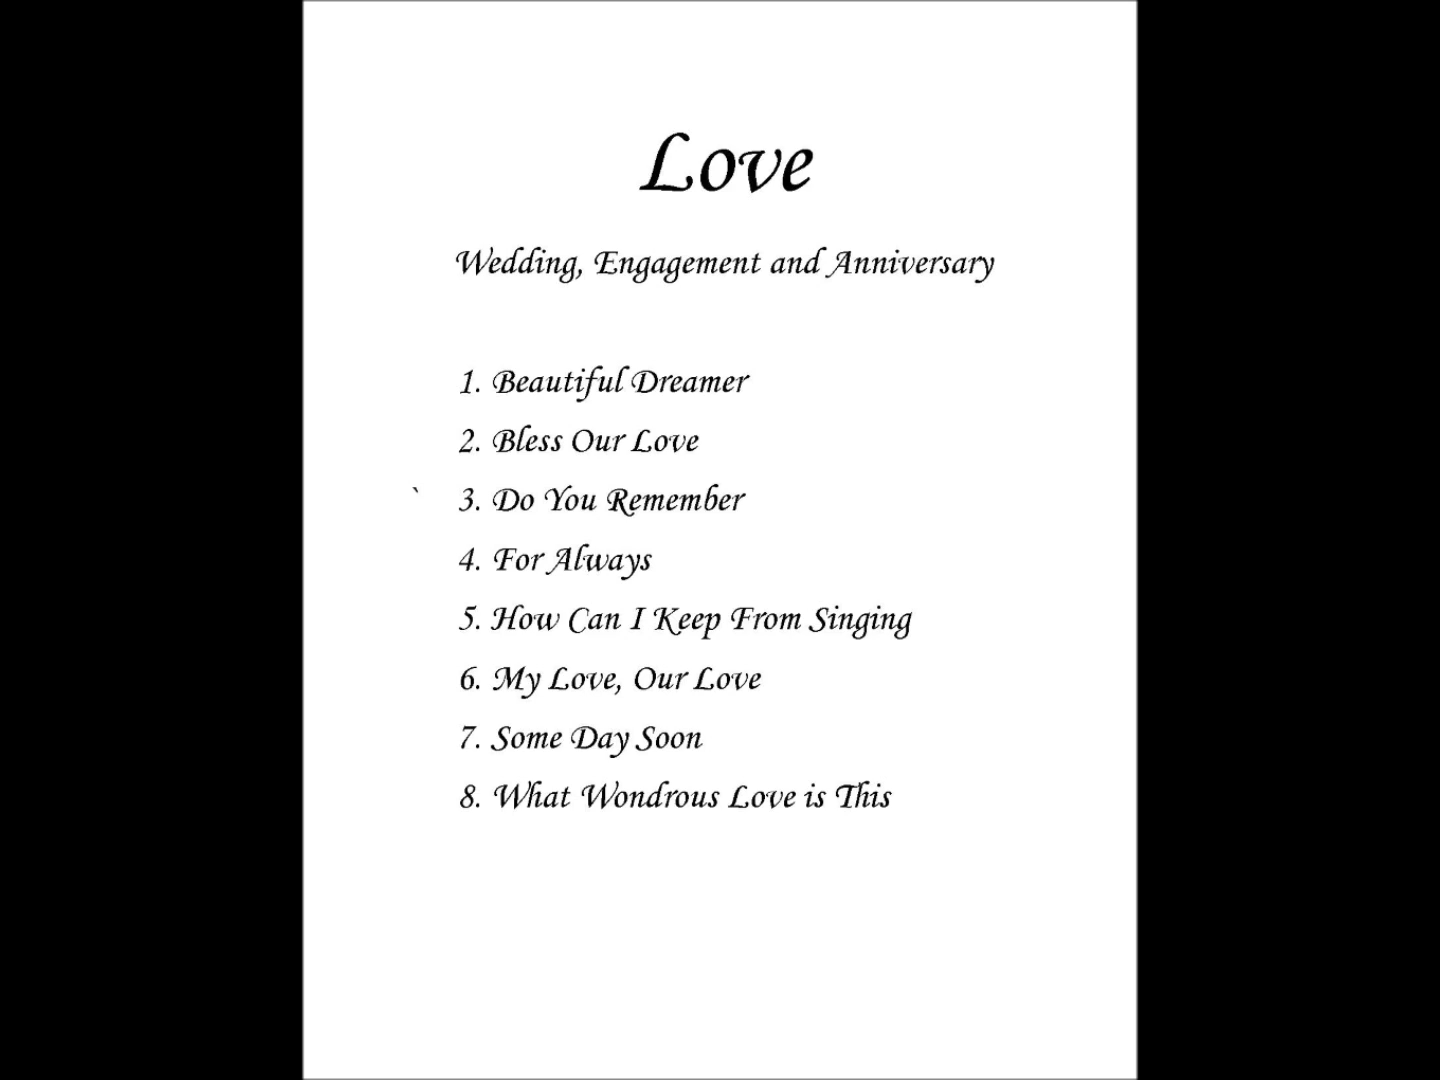 Love
Wedding, Engagement and Anniversary
1. Beautiful Dreamer
2. Bless Our Love
` 3. Do You Remember
4. For Always
5. How Can I Keep From Singing
6. My Love, Our Love
7. Some Day Soon
8. What Wondrous Love is This